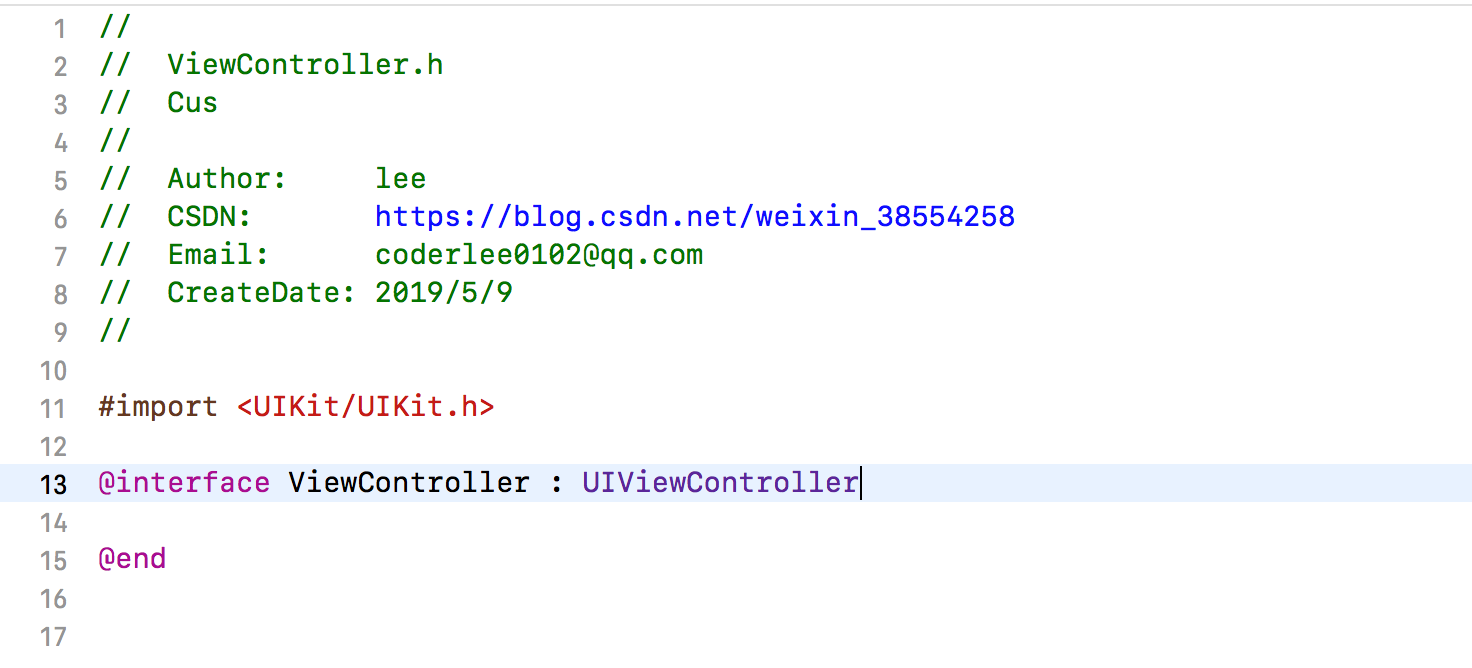 1 //
2 // ViewController.h
3 // Cus
4 //
5 // Author: lee
6 // CSDN: https://blog.csdn.net/weixin_38554258
7 // Email: coderlee0102@qq.com
8 // CreateDate: 2019/5/9
9 //
10
11 #import <UIKit/UIKit.h>
12
13 @interface ViewController : UIViewController
14
15 @end
16
17